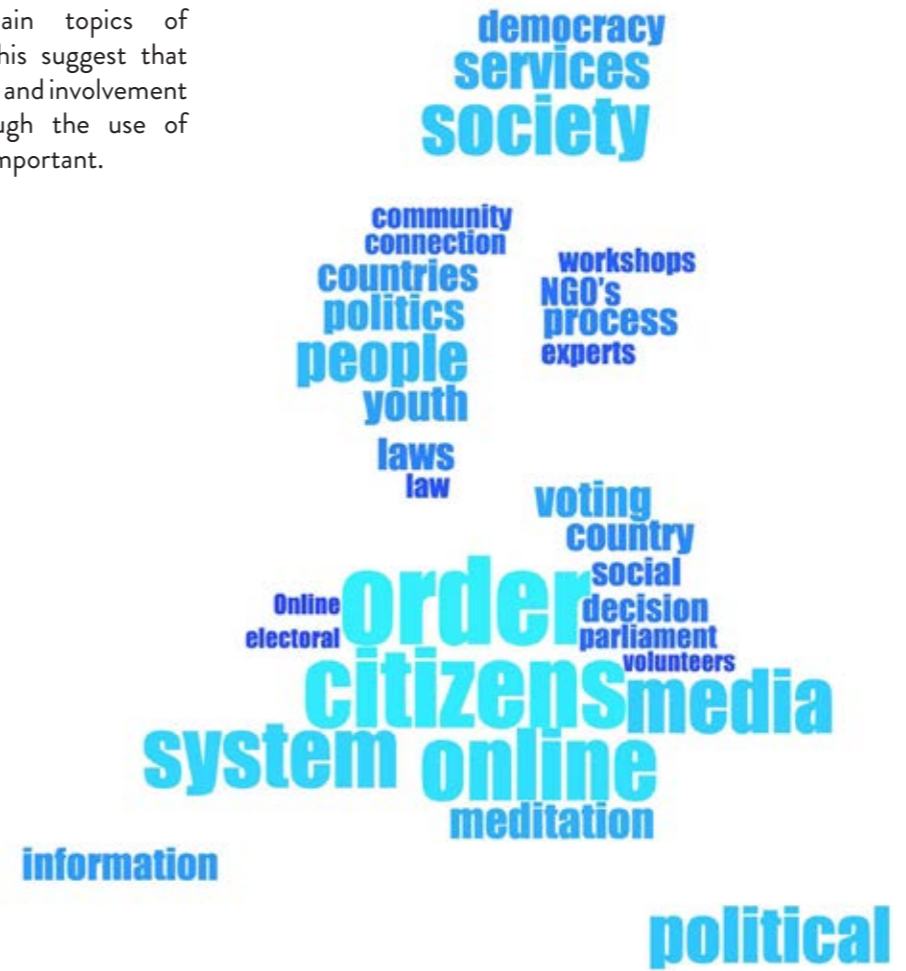 ain topics of
his suggest that
and involvement
ugh the use of
mportant.
democracy
services
society
community
connection
countries
politics
people
youth
laws
law
workshops
NGO's
process
experts
voting
country
social
decision
parliament
volunteers
Online
electoral
order
citizens
media
system
online
meditation
information
political